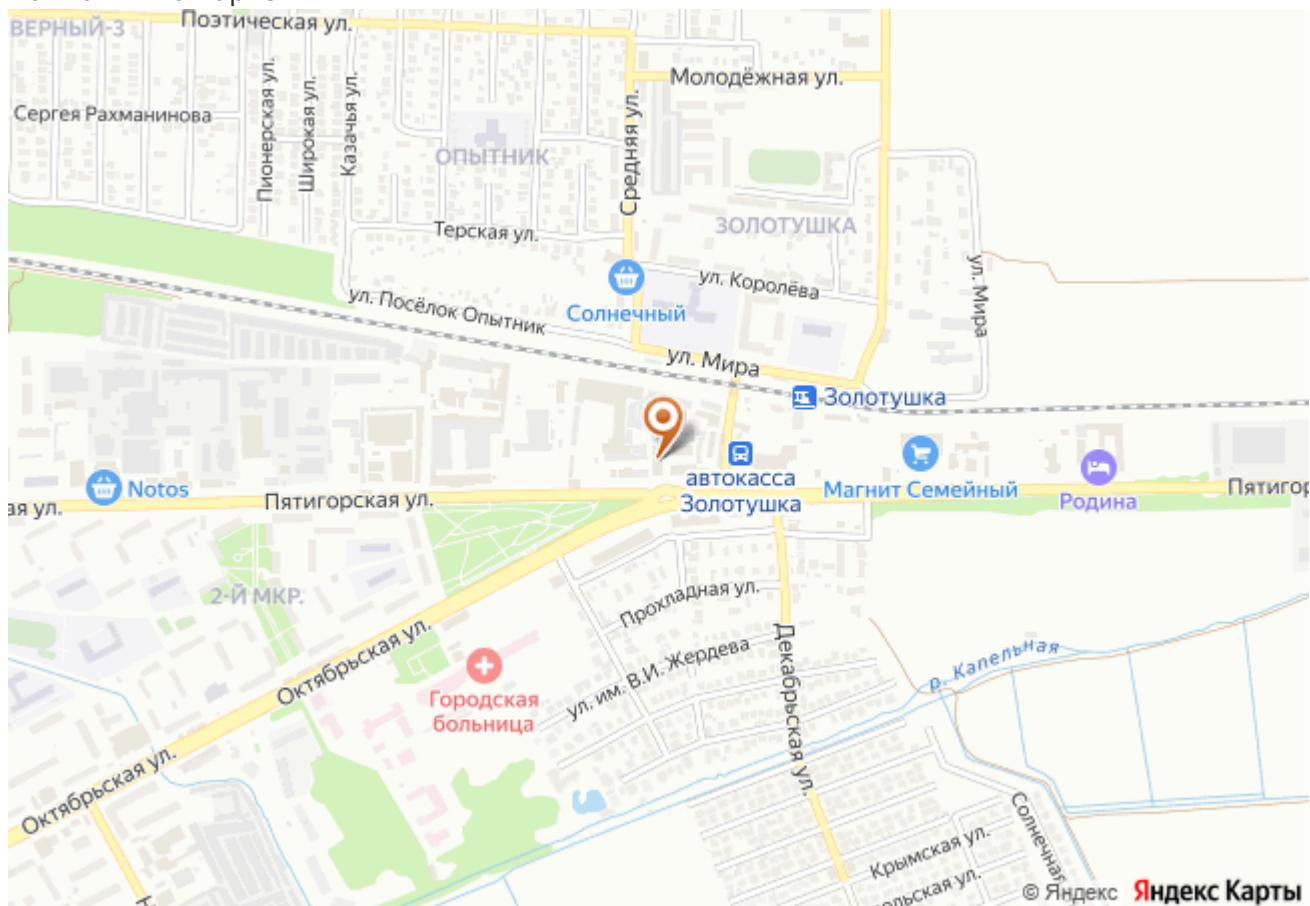 ВЕРНЫЙ-3
Поэтическая ул.
Молодёжная ул.
Сергея Рахманинова
Пионерская ул.
Широкая ул.
Казачья ул.
ОПЫТНИК
Средняя ул.
Терская ул.
ЗОЛОТУШКА
ул. Королёва
ул. Мира
Солнечный
ул. Посёлок Опытник
ул. Мира
Золотушка
Notos
Пятигорская ул.
автокасса
Золотушка
Магнит Семейный
Родина
Пятигор
ая ул.
2-Й МКР.
Прохладная ул.
Октябрьская ул.
ул. им. В.И. Жердева
Декабрьская ул.
р. Капельная
Городская
больница
Октябрьская ул.
Солнечная
Крымская ул.
ольская ул.
© Яндекс Яндекс Карты